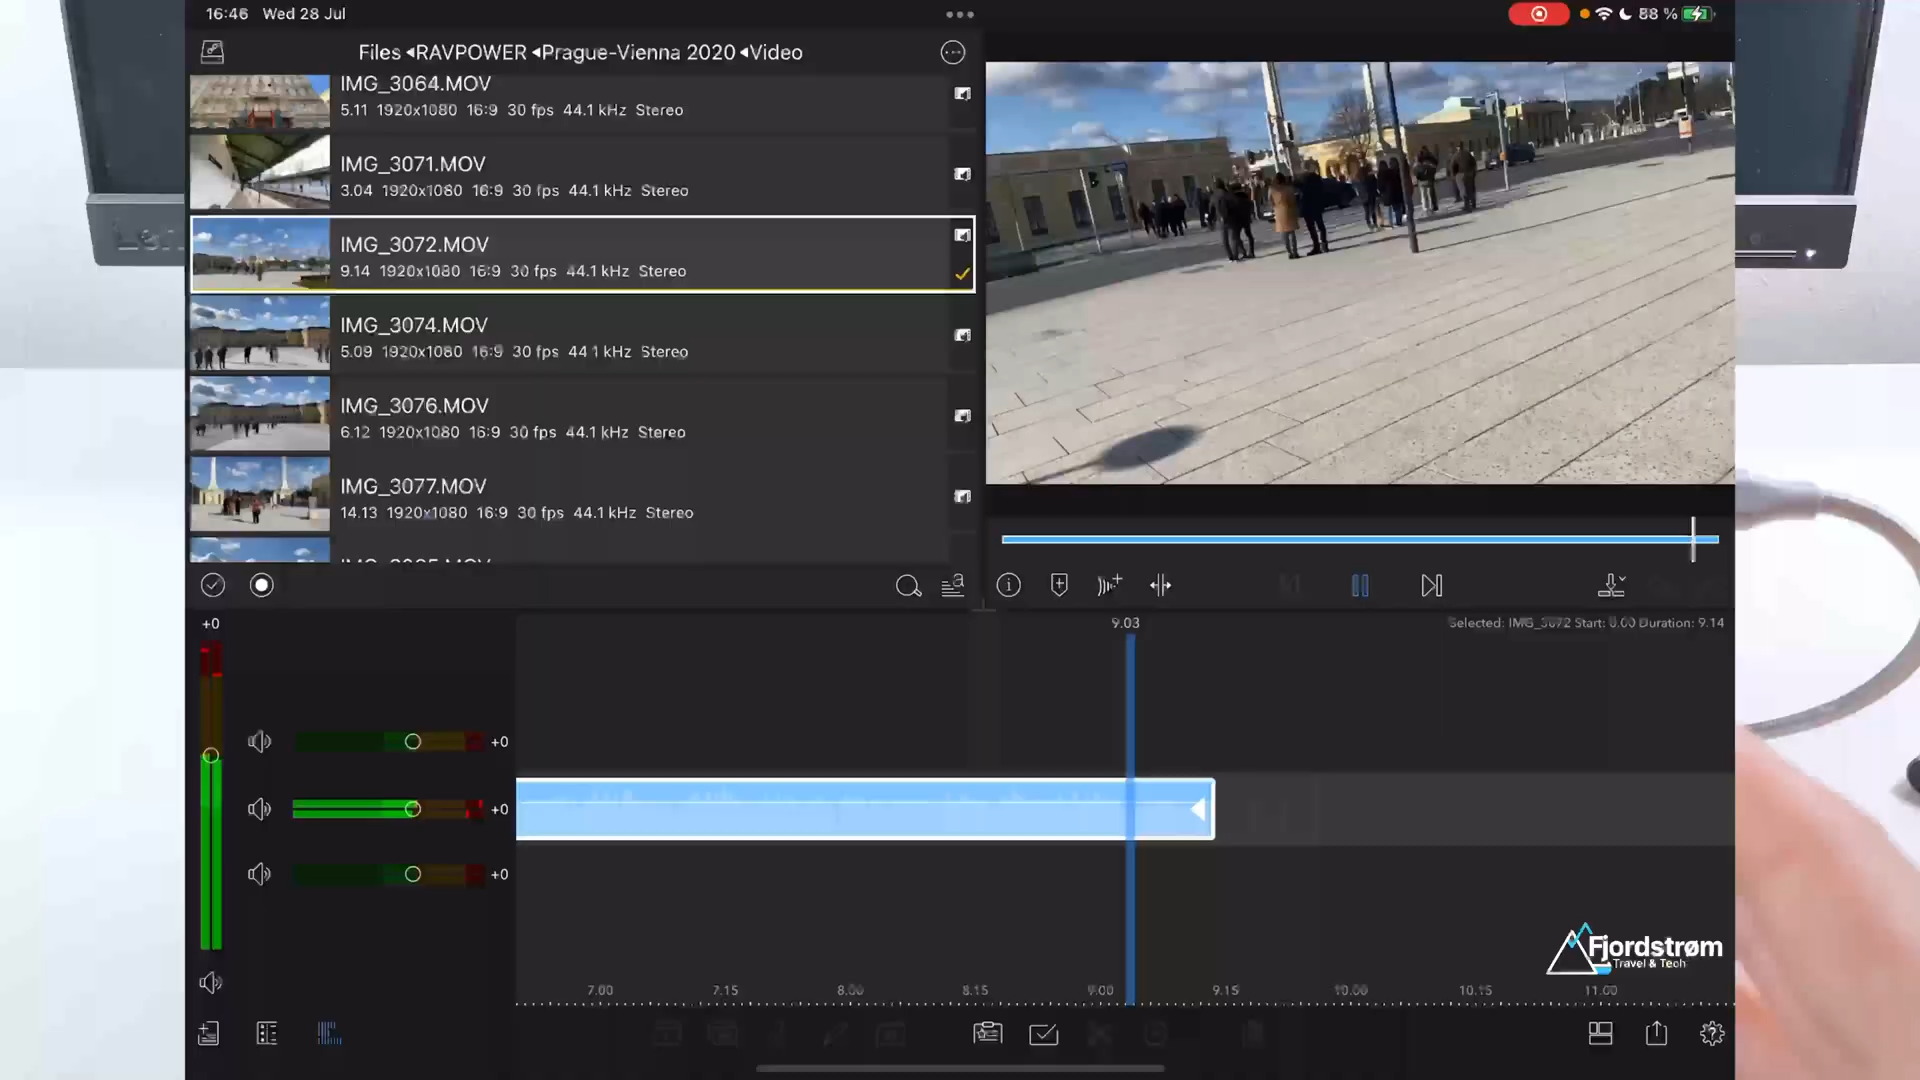 16:46 Wed 28 Jul
88 %
Files ◂RAVPOWER ◂Prague-Vienna 2020 ◂Video
IMG_3064.MOV
5.11 1920x1080 16:9 30 fps 44.1 kHz Stereo
IMG_3071.MOV
3.04 1920x1080 16:9 30 fps 44.1 kHz Stereo
IMG_3072.MOV
9.14 1920x1080 16:9 30 fps 44.1 kHz Stereo
IMG_3074.MOV
5.09 1920x1080 16:9 30 fps 44.1 kHz Stereo
IMG_3076.MOV
6.12 1920x1080 16:9 30 fps 44.1 kHz Stereo
IMG_3077.MOV
14.13 1920x1080 16:9 30 fps 44.1 kHz Stereo
+0
9.03
Selected: IMG_3072 Start: 0.00 Duration: 9.14
+0
+0
+0
Fjordstrøm
Travel & Tech
7.00 7.15 8.00 8.15 9.00 9.15 10.00 10.15 11.00